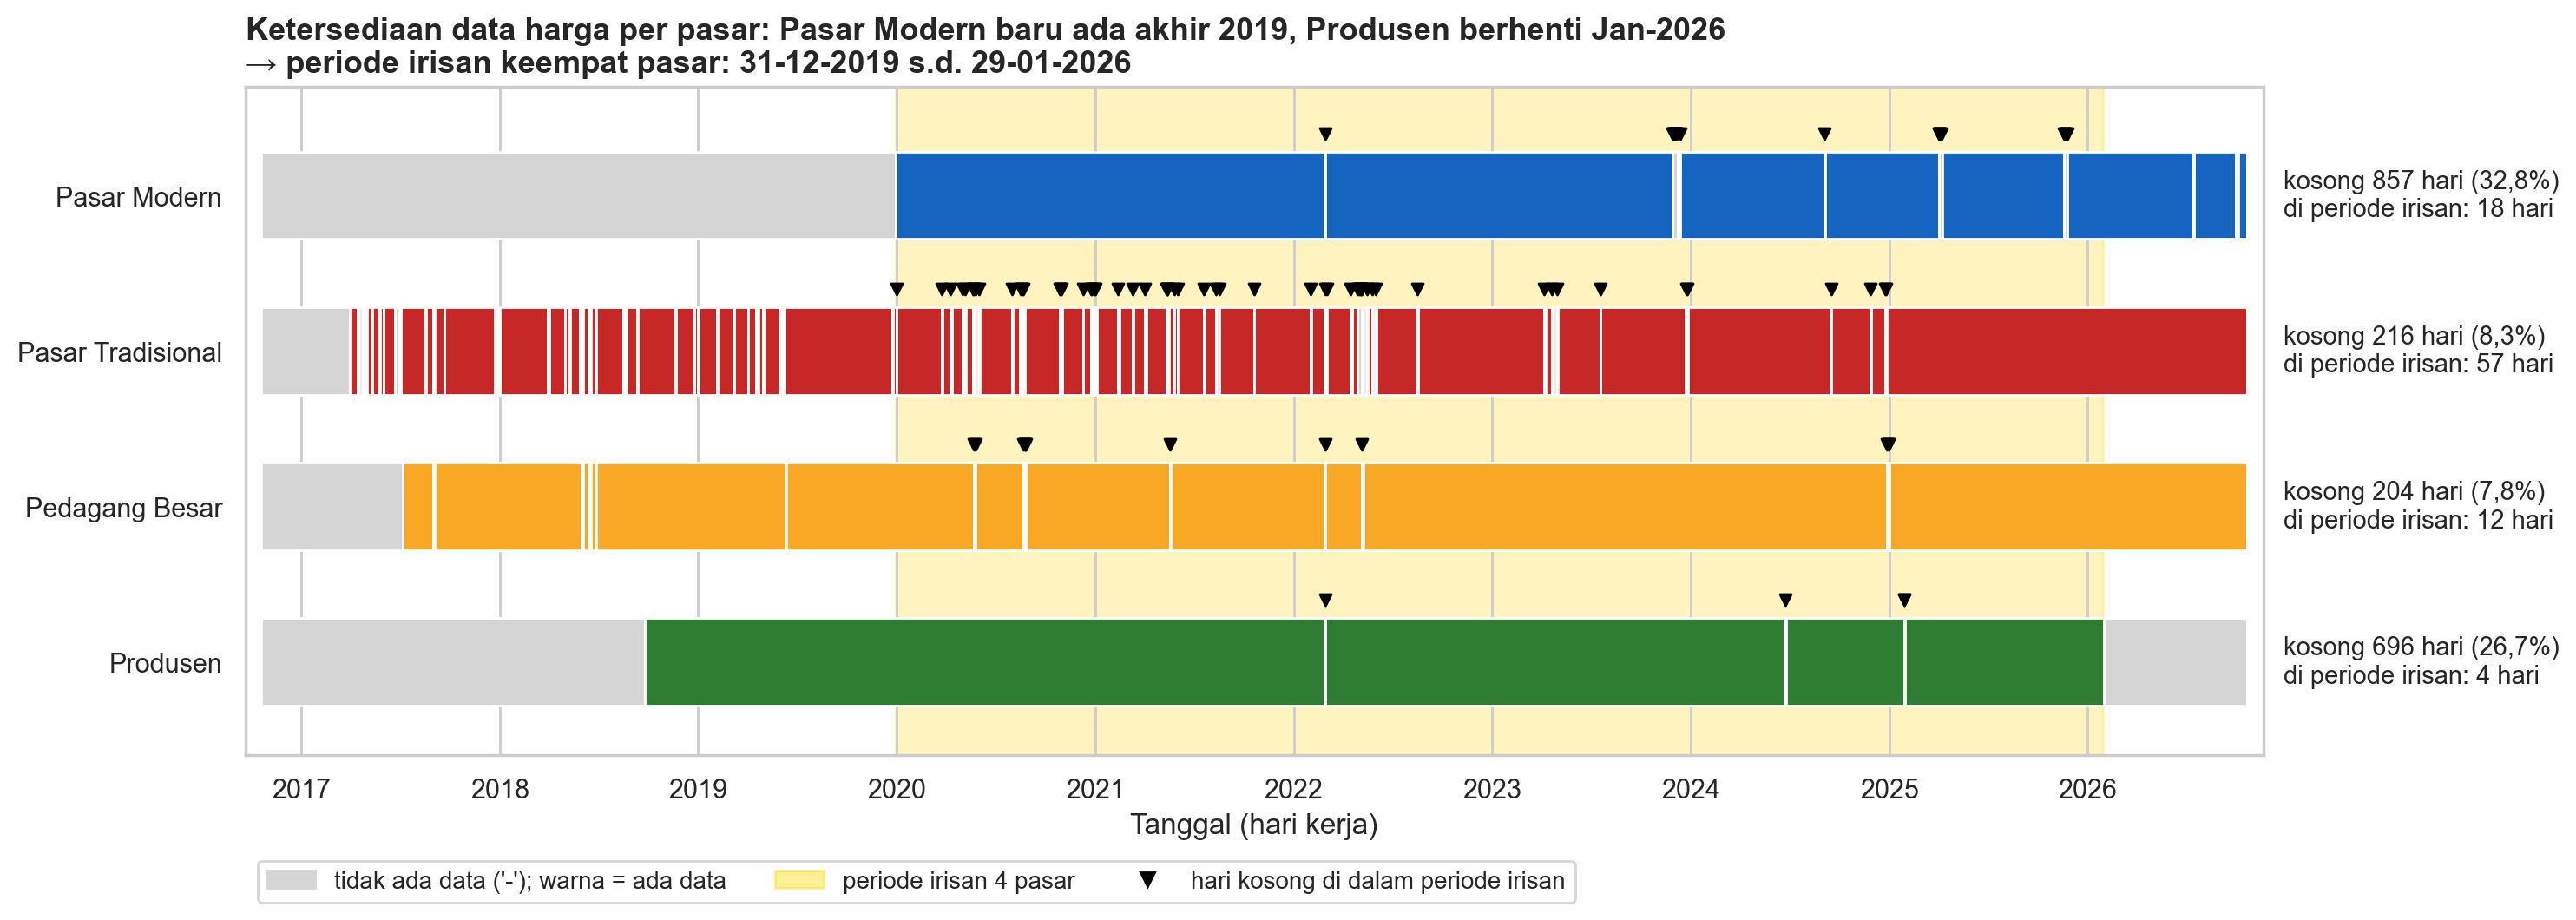 Ketersediaan data harga per pasar: Pasar Modern baru ada akhir 2019, Produsen berhenti Jan-2026
→ periode irisan keempat pasar: 31-12-2019 s.d. 29-01-2026
Pasar Modern
kosong 857 hari (32,8%)
di periode irisan: 18 hari
Pasar Tradisional
kosong 216 hari (8,3%)
di periode irisan: 57 hari
Pedagang Besar
kosong 204 hari (7,8%)
di periode irisan: 12 hari
Produsen
kosong 696 hari (26,7%)
di periode irisan: 4 hari
2017 2018 2019 2020 2021 2022 2023 2024 2025 2026
Tanggal (hari kerja)
tidak ada data ('-'); warna = ada data periode irisan 4 pasar hari kosong di dalam periode irisan